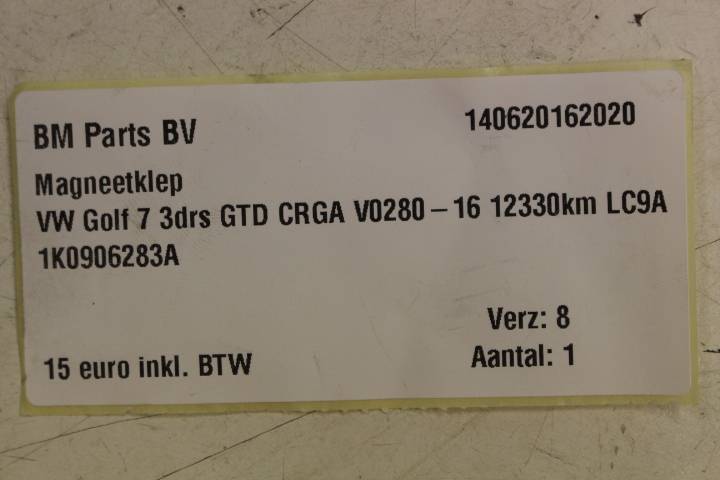 BM Parts BV
140620162020
Magneetklep
VW Golf 7 3drs GTD CRGA V0280-16 12330km LC9A
1K0906283A
Verz: 8
15 euro inkl. BTW
Aantal: 1